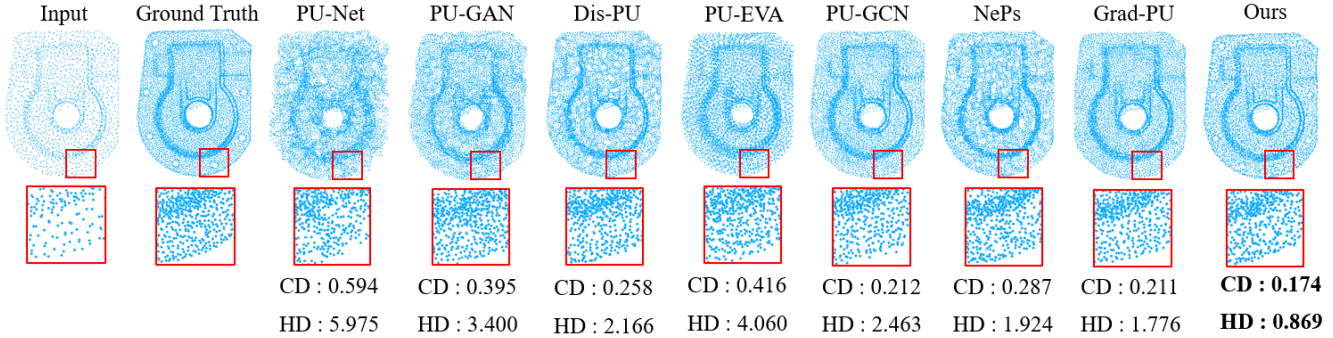 Input Ground Truth PU-Net PU-GAN Dis-PU PU-EVA PU-GCN NePs Grad-PU Ours
CD : 0.594 CD : 0.395 CD : 0.258 CD : 0.416 CD : 0.212 CD : 0.287 CD : 0.211 CD : 0.174
HD : 5.975 HD : 3.400 HD : 2.166 HD : 4.060 HD : 2.463 HD : 1.924 HD : 1.776 HD : 0.869